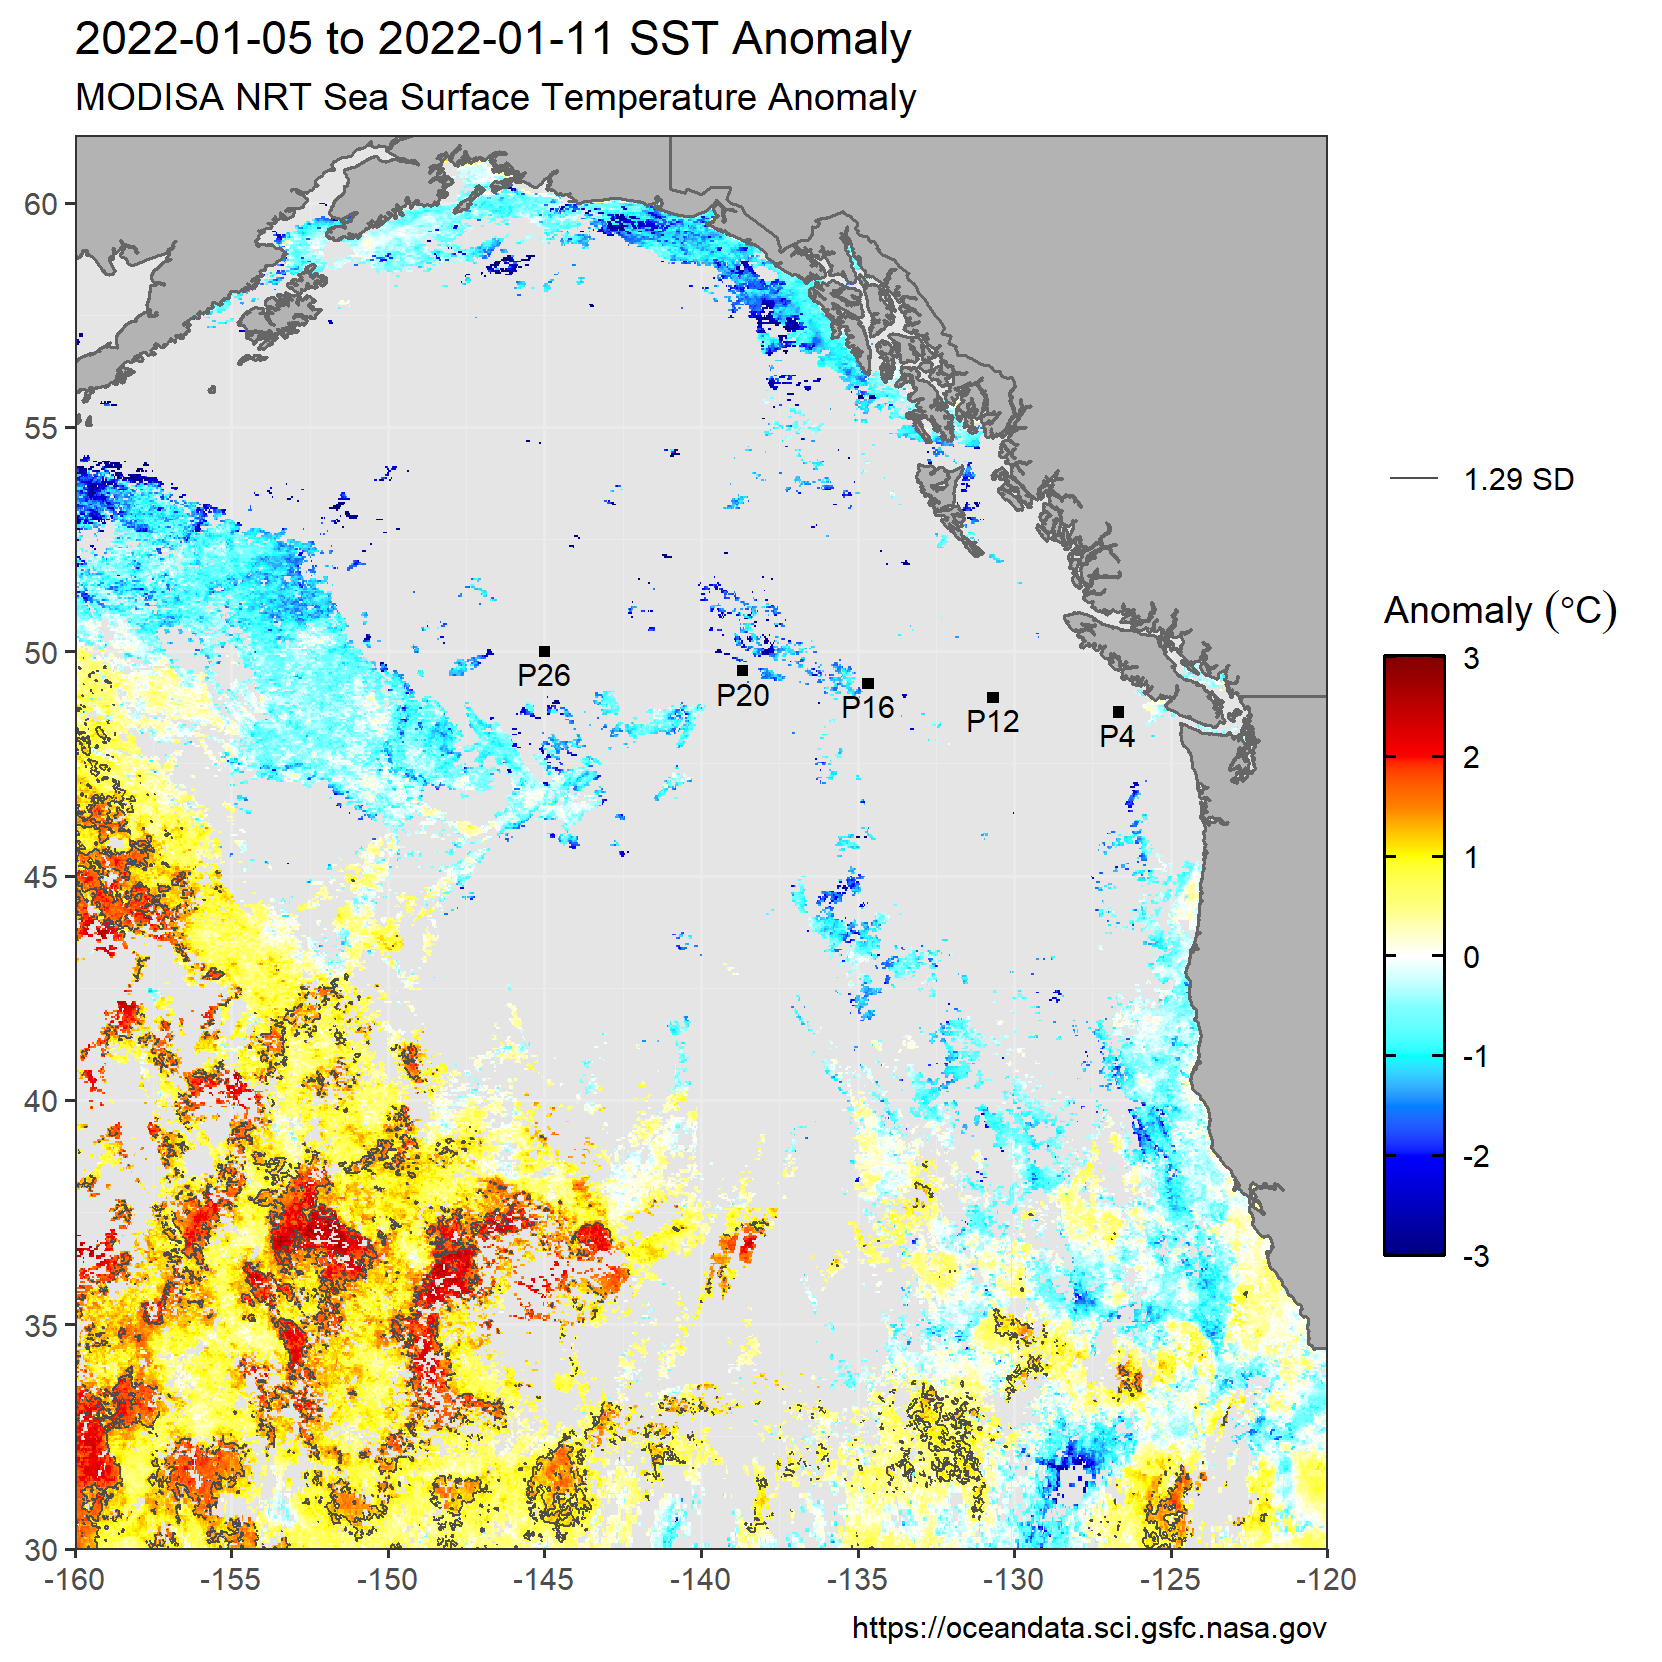 2022-01-05 to 2022-01-11 SST Anomaly
MODISA NRT Sea Surface Temperature Anomaly
60
55
50
45
40
35
30
-160
-155
-150
-145
-140
-135
-130
-125
-120
P26
P20
P16
P12
P4
1.29 SD
Anomaly (°C)
3
2
1
0
-1
-2
-3
https://oceandata.sci.gsfc.nasa.gov